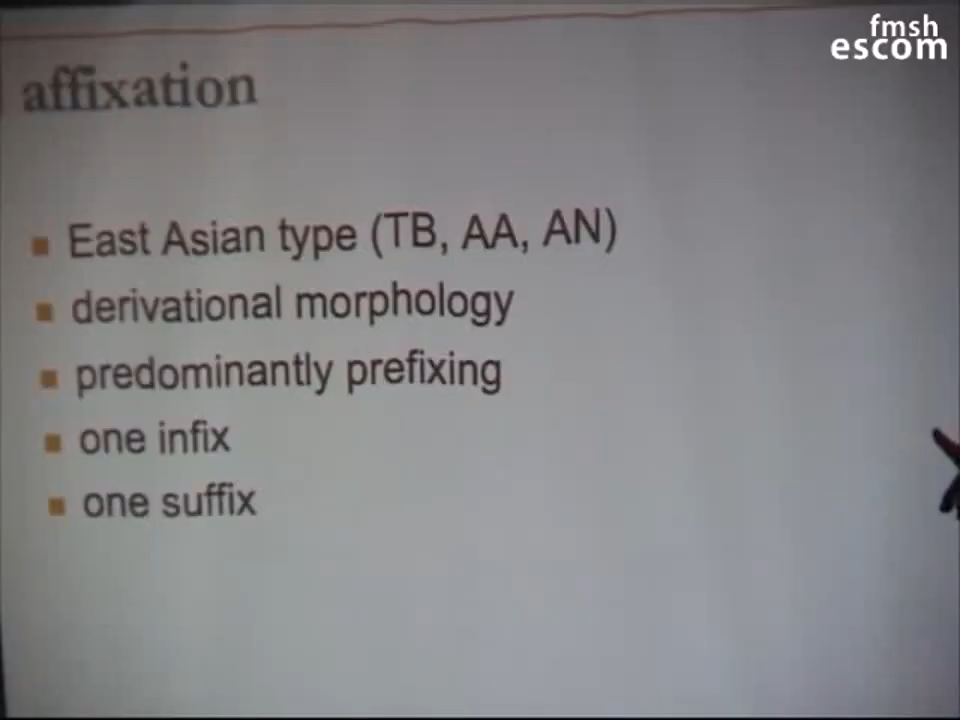 fmsh
escom
affixation
East Asian type (TB, AA, AN)
derivational morphology
predominantly prefixing
one infix
one suffix